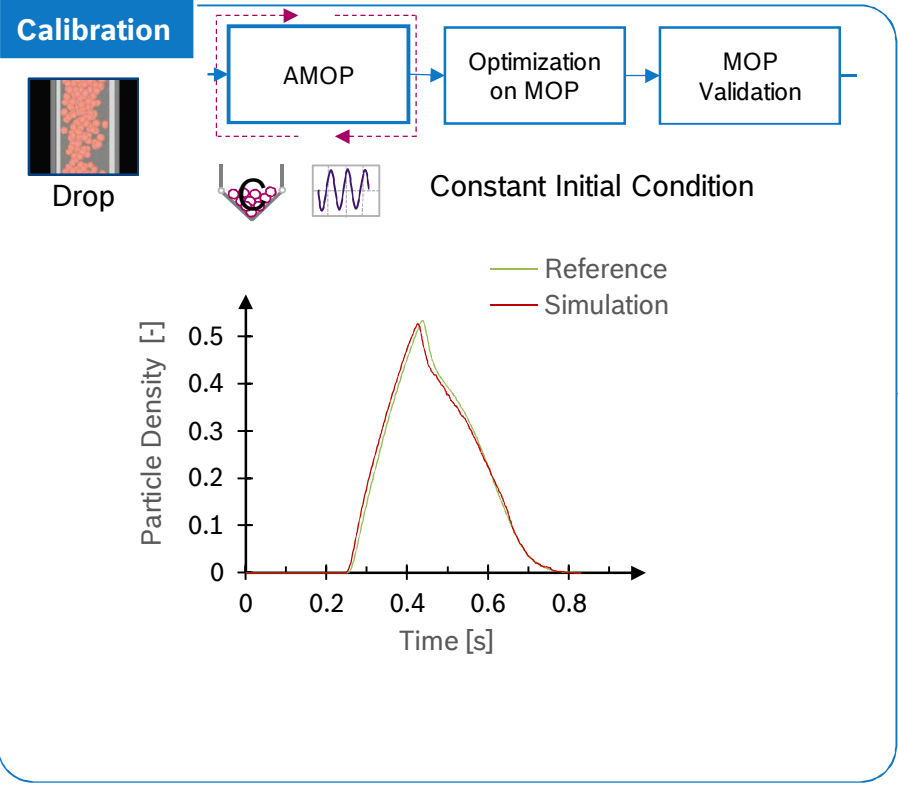 Calibration
AMOP
Optimization
on MOP
MOP
Validation
Drop
C
Constant Initial Condition
Reference
Simulation
Particle Density [-]
0.5
0.4
0.3
0.2
0.1
0
0 0.2 0.4 0.6 0.8
Time [s]